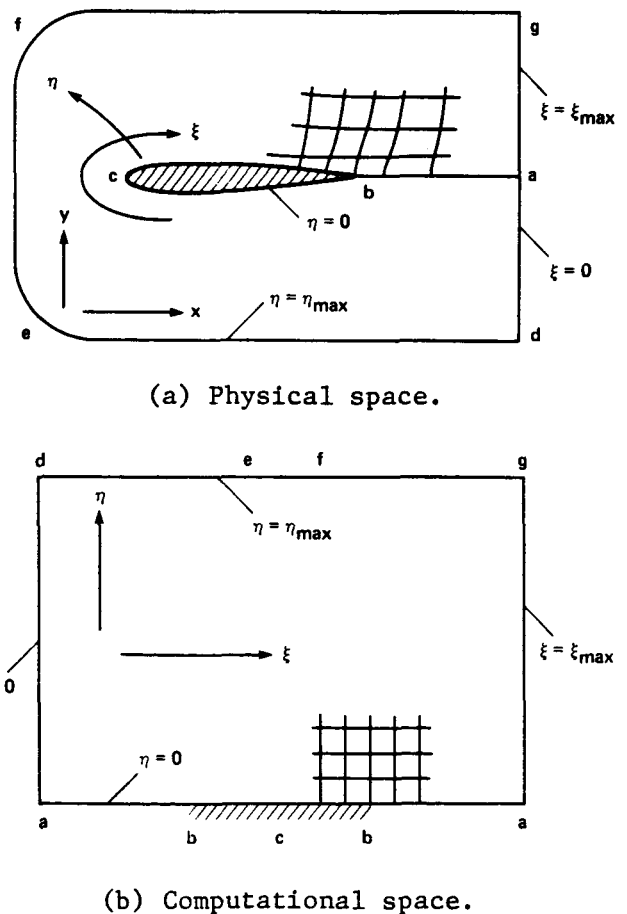 f
g
η
ξ
ξ = ξmax
c
a
b
y
η = 0
ξ = 0
η = ηmax
x
e
d
(a) Physical space.
d
e
f
g
η
η = ηmax
ξ
ξ = ξmax
0
η = 0
a
b
c
b
a
(b) Computational space.